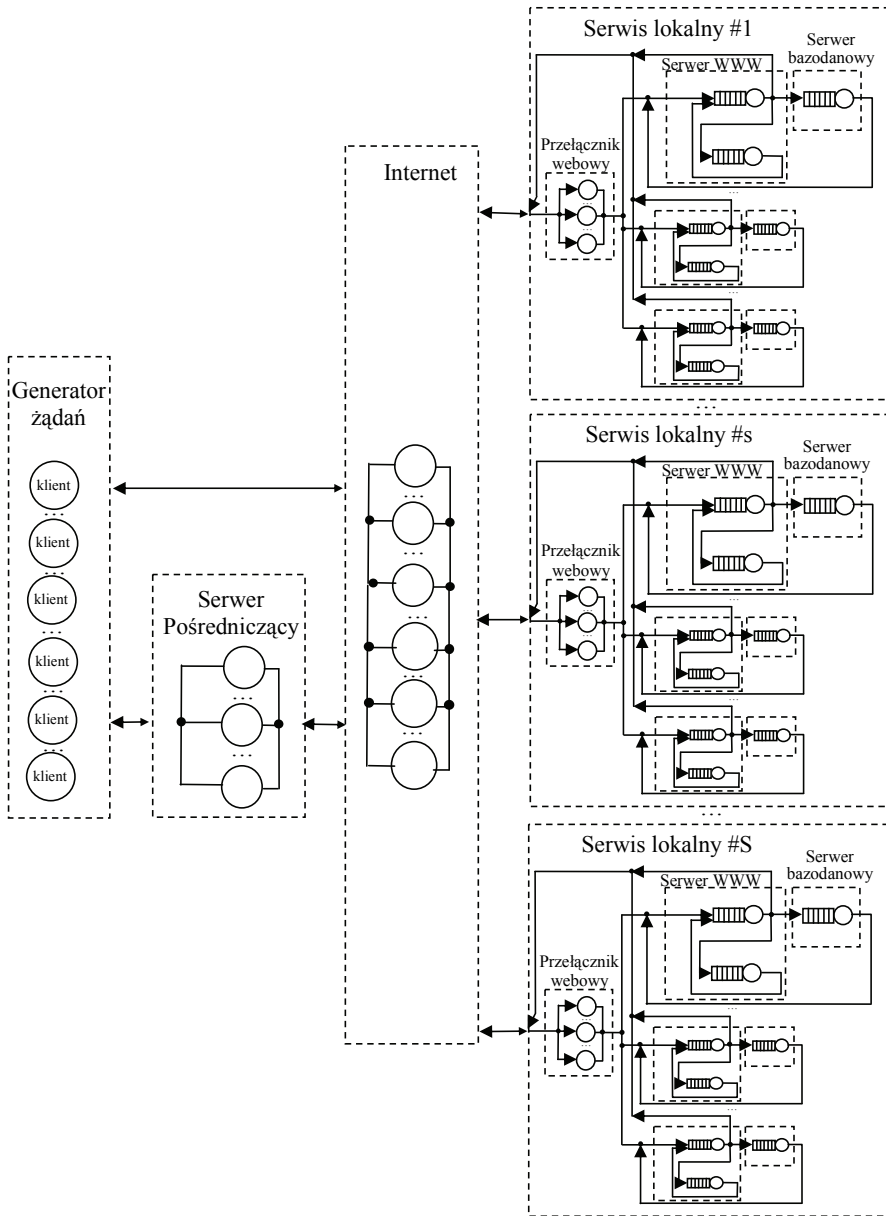 Serwis lokalny #1
Serwer
bazodanowy
Serwer WWW
Przełącznik
webowy
...
...
...
...
Internet
...
Generator
żądań
klient
...
klient
...
klient
...
klient
...
klient
...
klient
Serwer
Pośredniczący
...
...
...
...
...
...
...
Serwis lokalny #s
Serwer
bazodanowy
Serwer WWW
Przełącznik
webowy
...
...
...
...
...
Serwis lokalny #S
Serwer
bazodanowy
Serwer WWW
Przełącznik
webowy
...
...
...
...